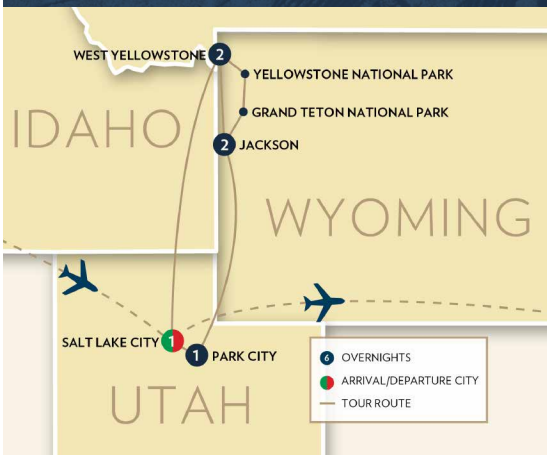 WEST YELLOWSTONE 2
YELLOWSTONE NATIONAL PARK
GRAND TETON NATIONAL PARK
IDAHO
2 JACKSON
WYOMING
SALT LAKE CITY 1
1 PARK CITY
6 OVERNIGHTS
ARRIVAL/DEPARTURE CITY
TOUR ROUTE
UTAH